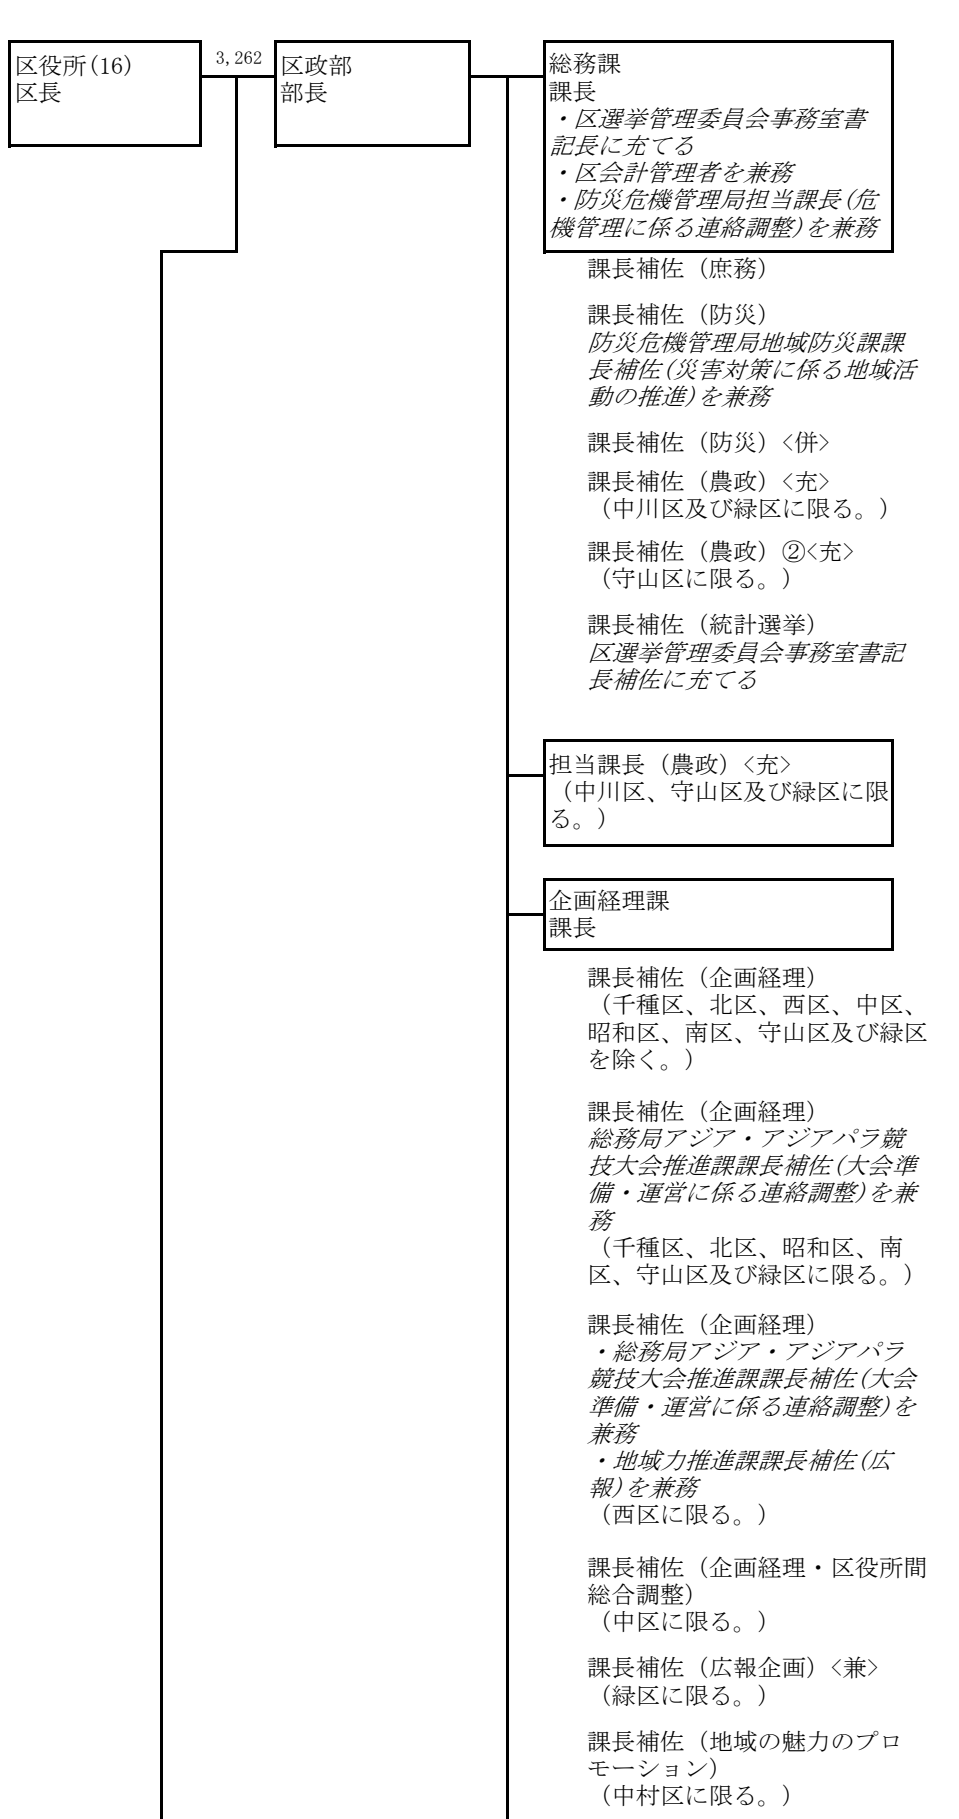 区役所(16)
区長
3,262
区政部
部長
総務課
課長
・区選挙管理委員会事務室書
記長に充てる
・区会計管理者を兼務
・防災危機管理局担当課長(危
機管理に係る連絡調整)を兼務
課長補佐（庶務）
課長補佐（防災）
防災危機管理局地域防災課課
長補佐(災害対策に係る地域活
動の推進)を兼務
課長補佐（防災）<併>
課長補佐（農政）<充>
（中川区及び緑区に限る。）
課長補佐（農政）②<充>
（守山区に限る。）
課長補佐（統計選挙）
区選挙管理委員会事務室書記
長補佐に充てる
担当課長（農政）<充>
（中川区、守山区及び緑区に限
る。）
企画経理課
課長
課長補佐（企画経理）
（千種区、北区、西区、中区、
昭和区、南区、守山区及び緑区
を除く。）
課長補佐（企画経理）
総務局アジア・アジアパラ競
技大会推進課課長補佐(大会準
備・運営に係る連絡調整)を兼
務
（千種区、北区、昭和区、南
区、守山区及び緑区に限る。）
課長補佐（企画経理）
・総務局アジア・アジアパラ
競技大会推進課課長補佐(大会
準備・運営に係る連絡調整)を
兼務
・地域力推進課課長補佐(広
報)を兼務
（西区に限る。）
課長補佐（企画経理・区役所間
総合調整）
（中区に限る。）
課長補佐（広報企画）<兼>
（緑区に限る。）
課長補佐（地域の魅力のプロ
モーション）
（中村区に限る。）